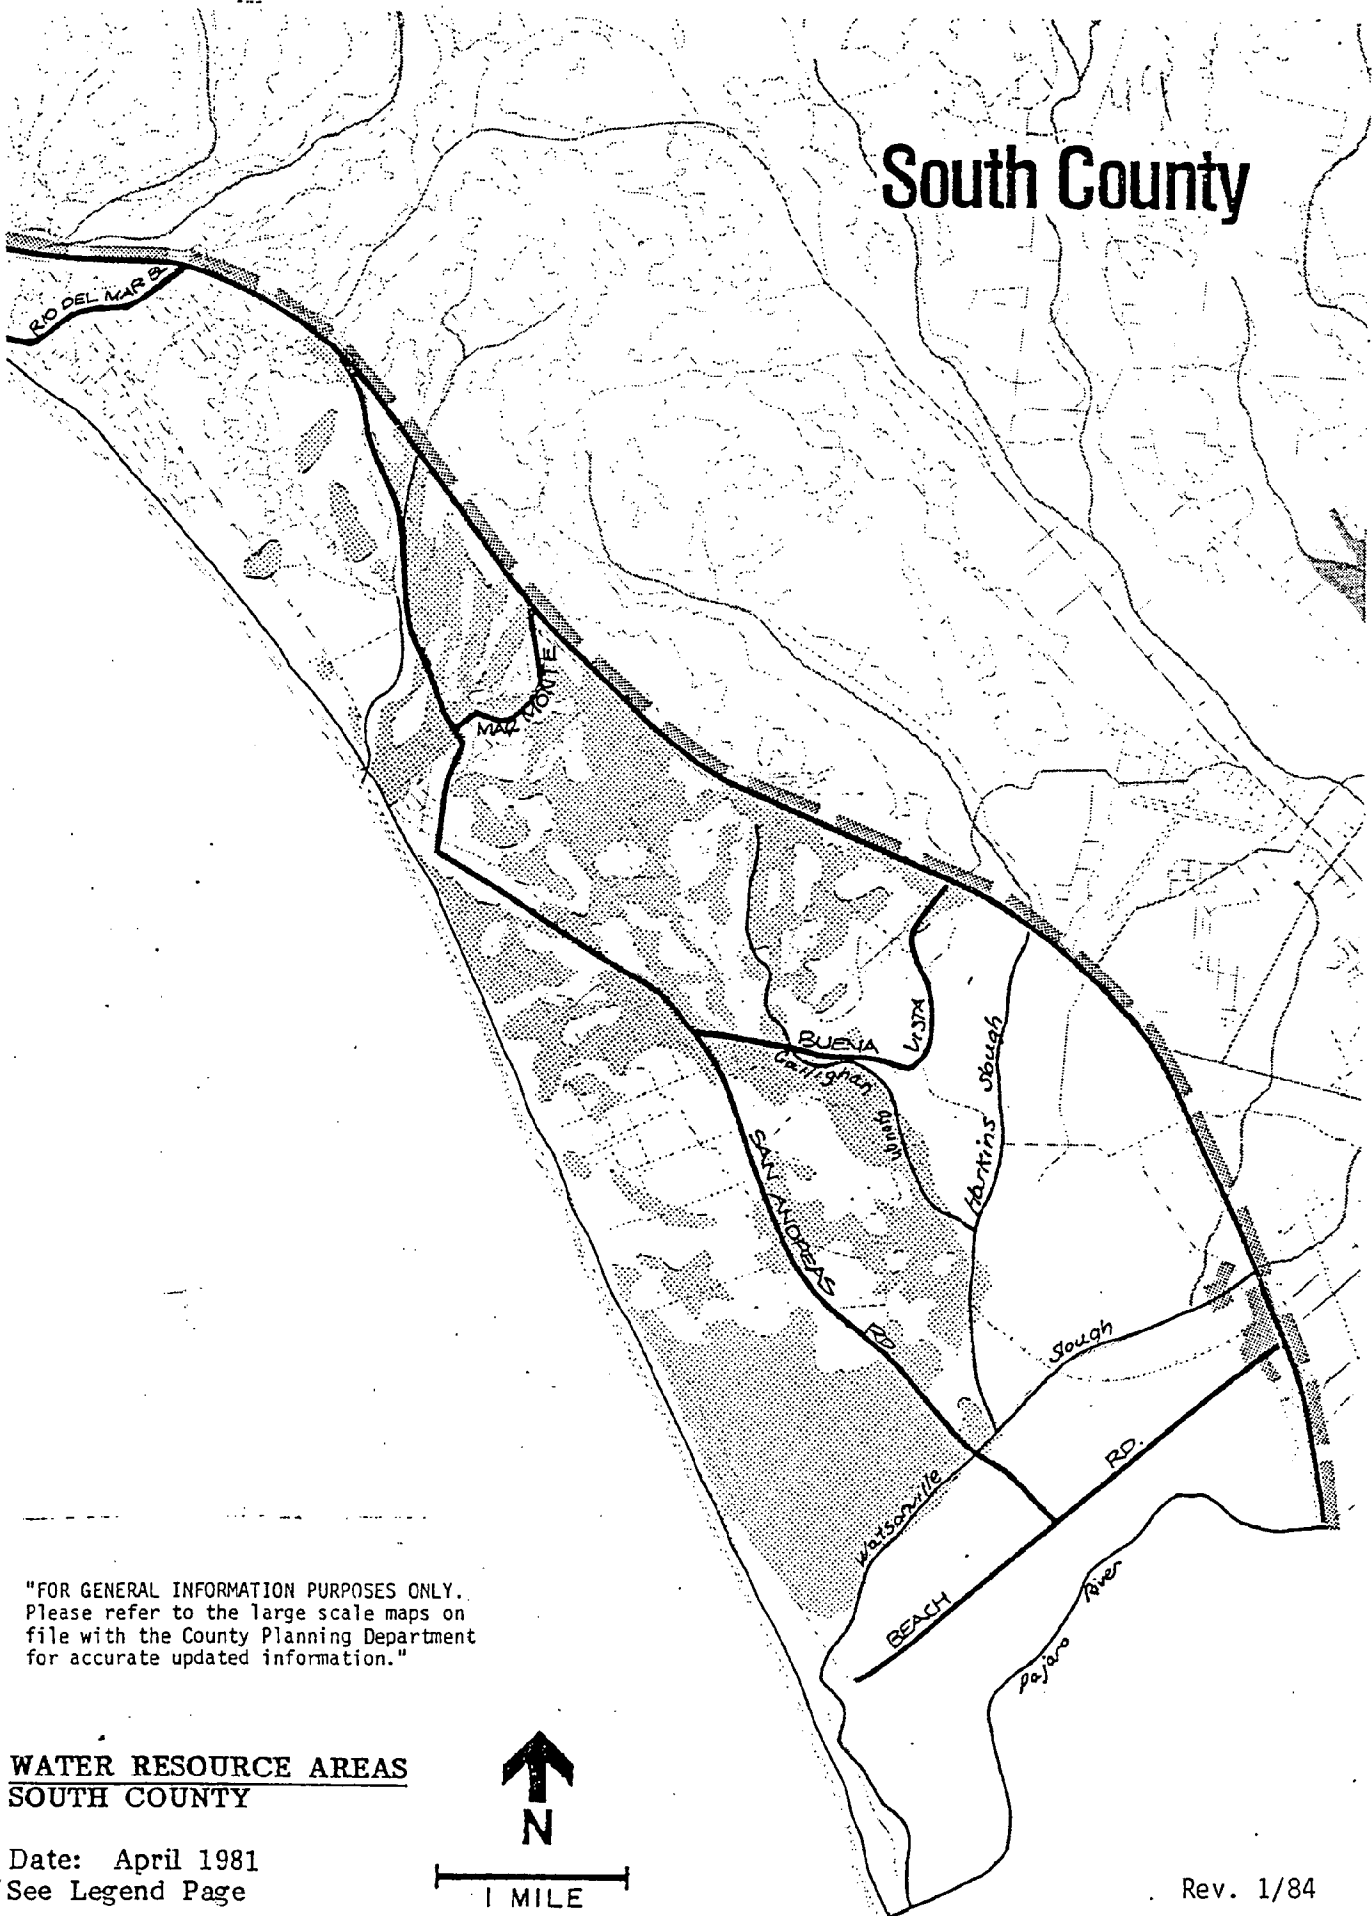 South County
RIO DEL MAR BL
MAR MONTE
BUENA
VISTA
Gallighan
Slough
Harkins Slough
SAN ANDREAS
RD.
Slough
Watsonville
RD.
BEACH
River
Pajaro
"FOR GENERAL INFORMATION PURPOSES ONLY.
Please refer to the large scale maps on
file with the County Planning Department
for accurate updated information."
WATER RESOURCE AREAS
SOUTH COUNTY
Date: April 1981
See Legend Page
N
1 MILE
Rev. 1/84